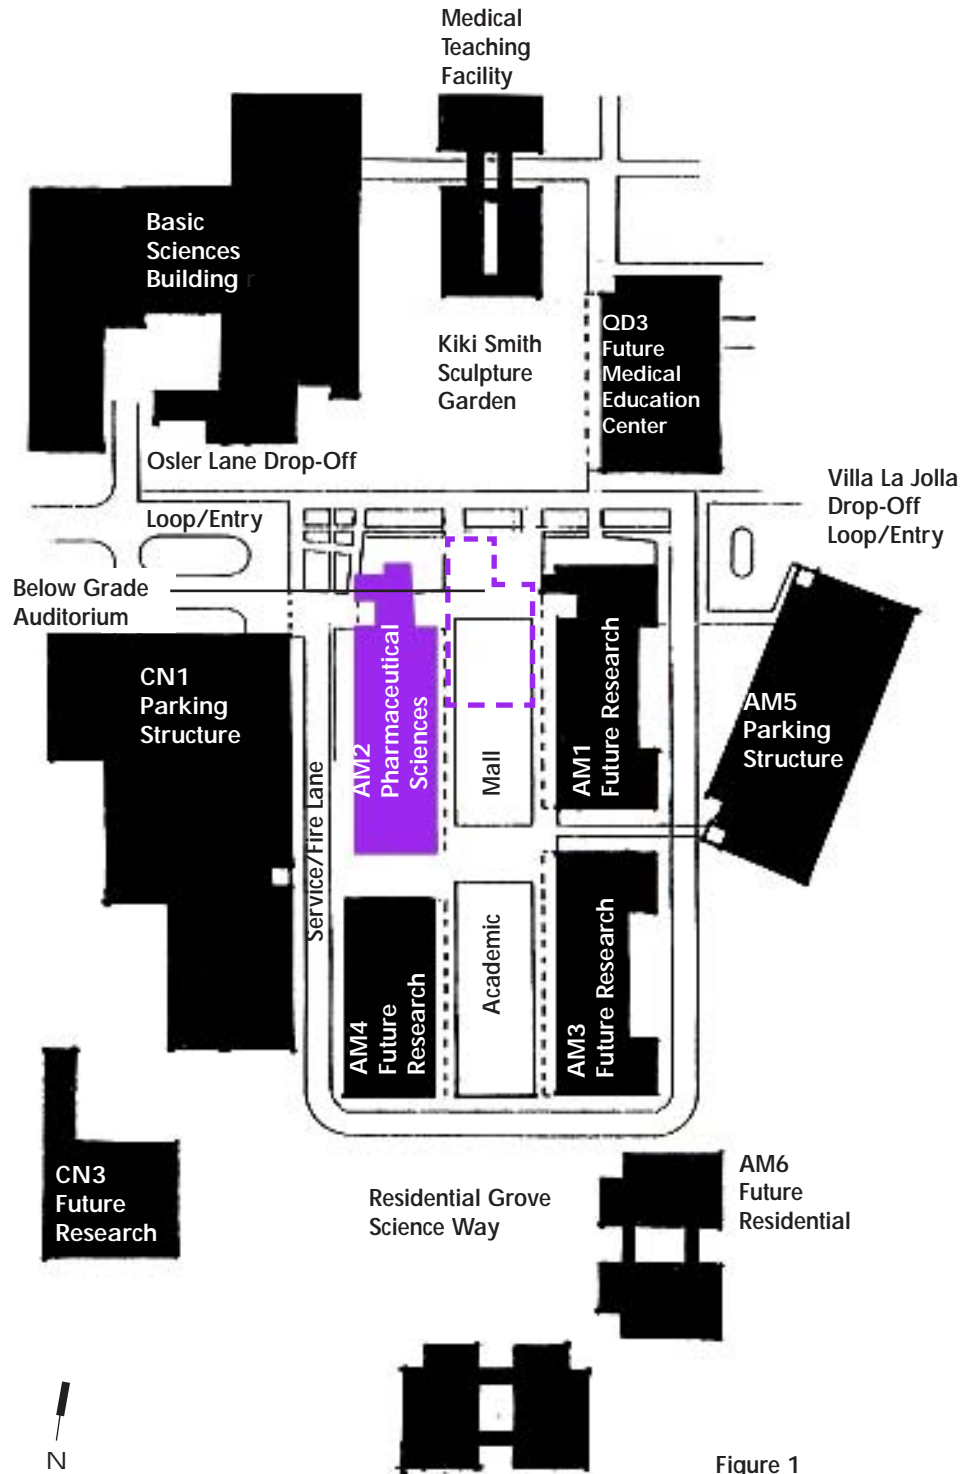 Medical
Teaching
Facility
Basic
Sciences
Building
Kiki Smith
Sculpture
Garden
QD3
Future
Medical
Education
Center
Osler Lane Drop-Off
Loop/Entry
Villa La Jolla
Drop-Off
Loop/Entry
Below Grade
Auditorium
CN1
Parking
Structure
Service/Fire Lane
AM2
Pharmaceutical
Sciences
Mall
AM1
Future Research
AM5
Parking
Structure
AM4
Future
Research
Academic
AM3
Future Research
CN3
Future
Research
Residential Grove
Science Way
AM6
Future
Residential
N
Figure 1